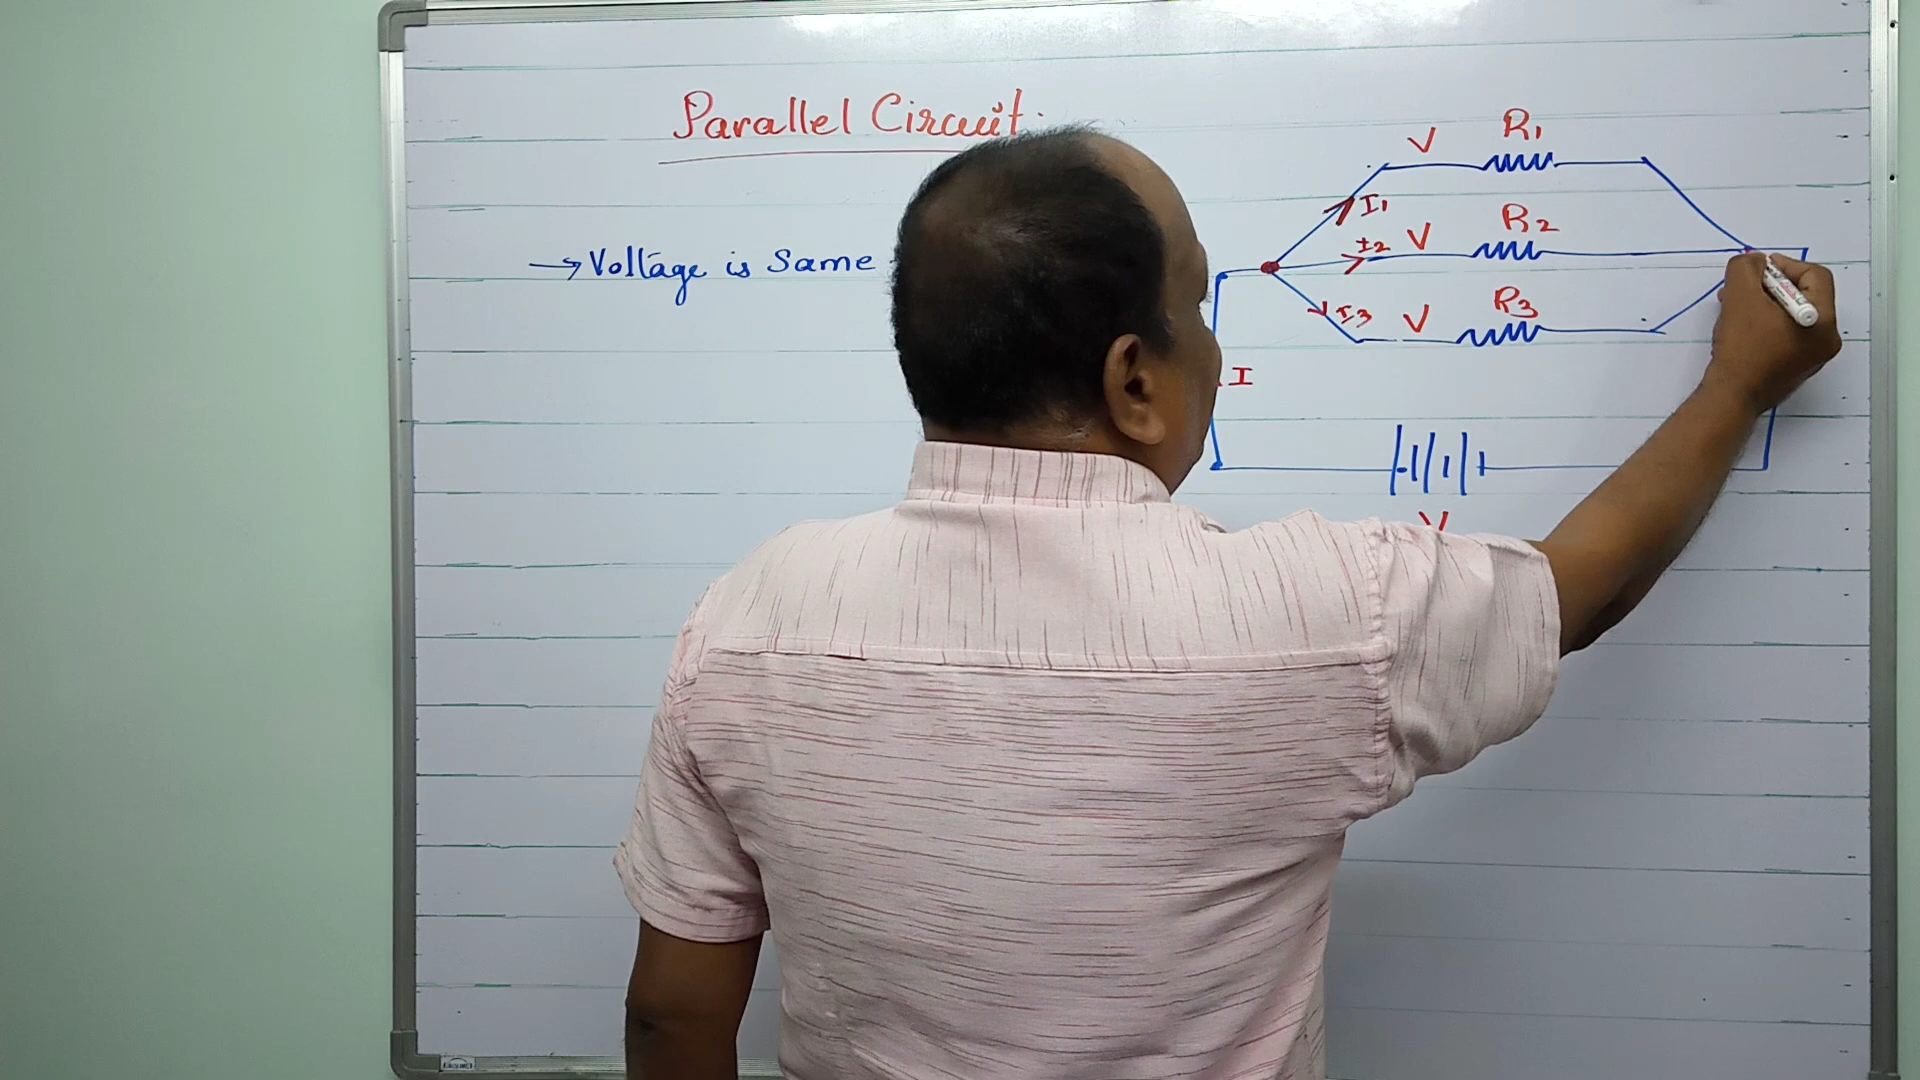 Parallel Circuit.
→ Voltage is Same
V R1
I1
I2 V R2
I3 V R3
I
V